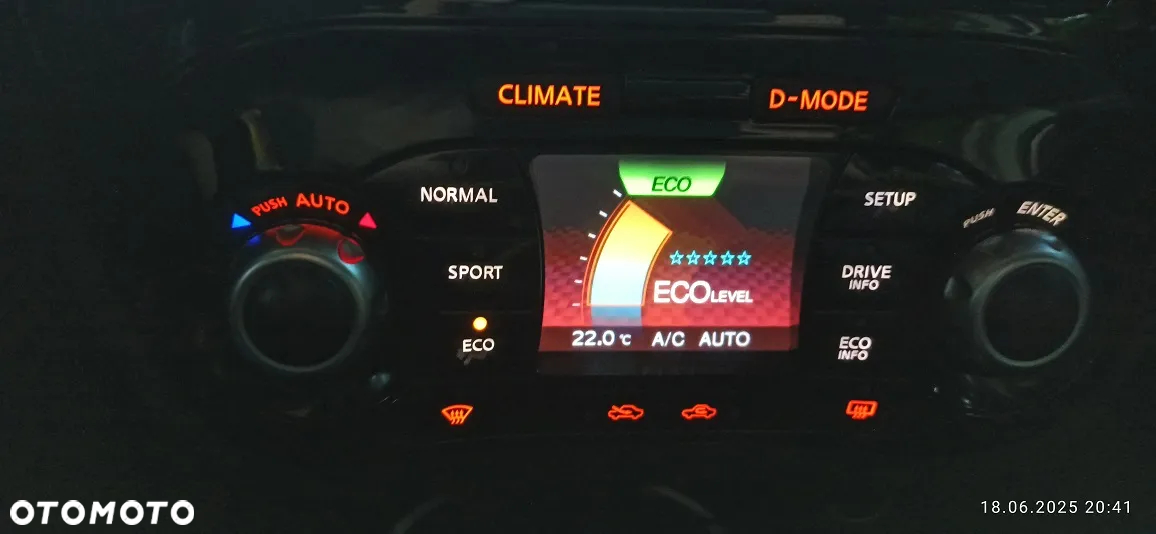 CLIMATE
D-MODE
PUSH AUTO
NORMAL
SPORT
ECO
ECO
☆☆☆☆☆
ECO LEVEL
22.0 °C A/C AUTO
SETUP
DRIVE
INFO
ECO
INFO
PUSH ENTER
OTOMOTO
18.06.2025 20:41